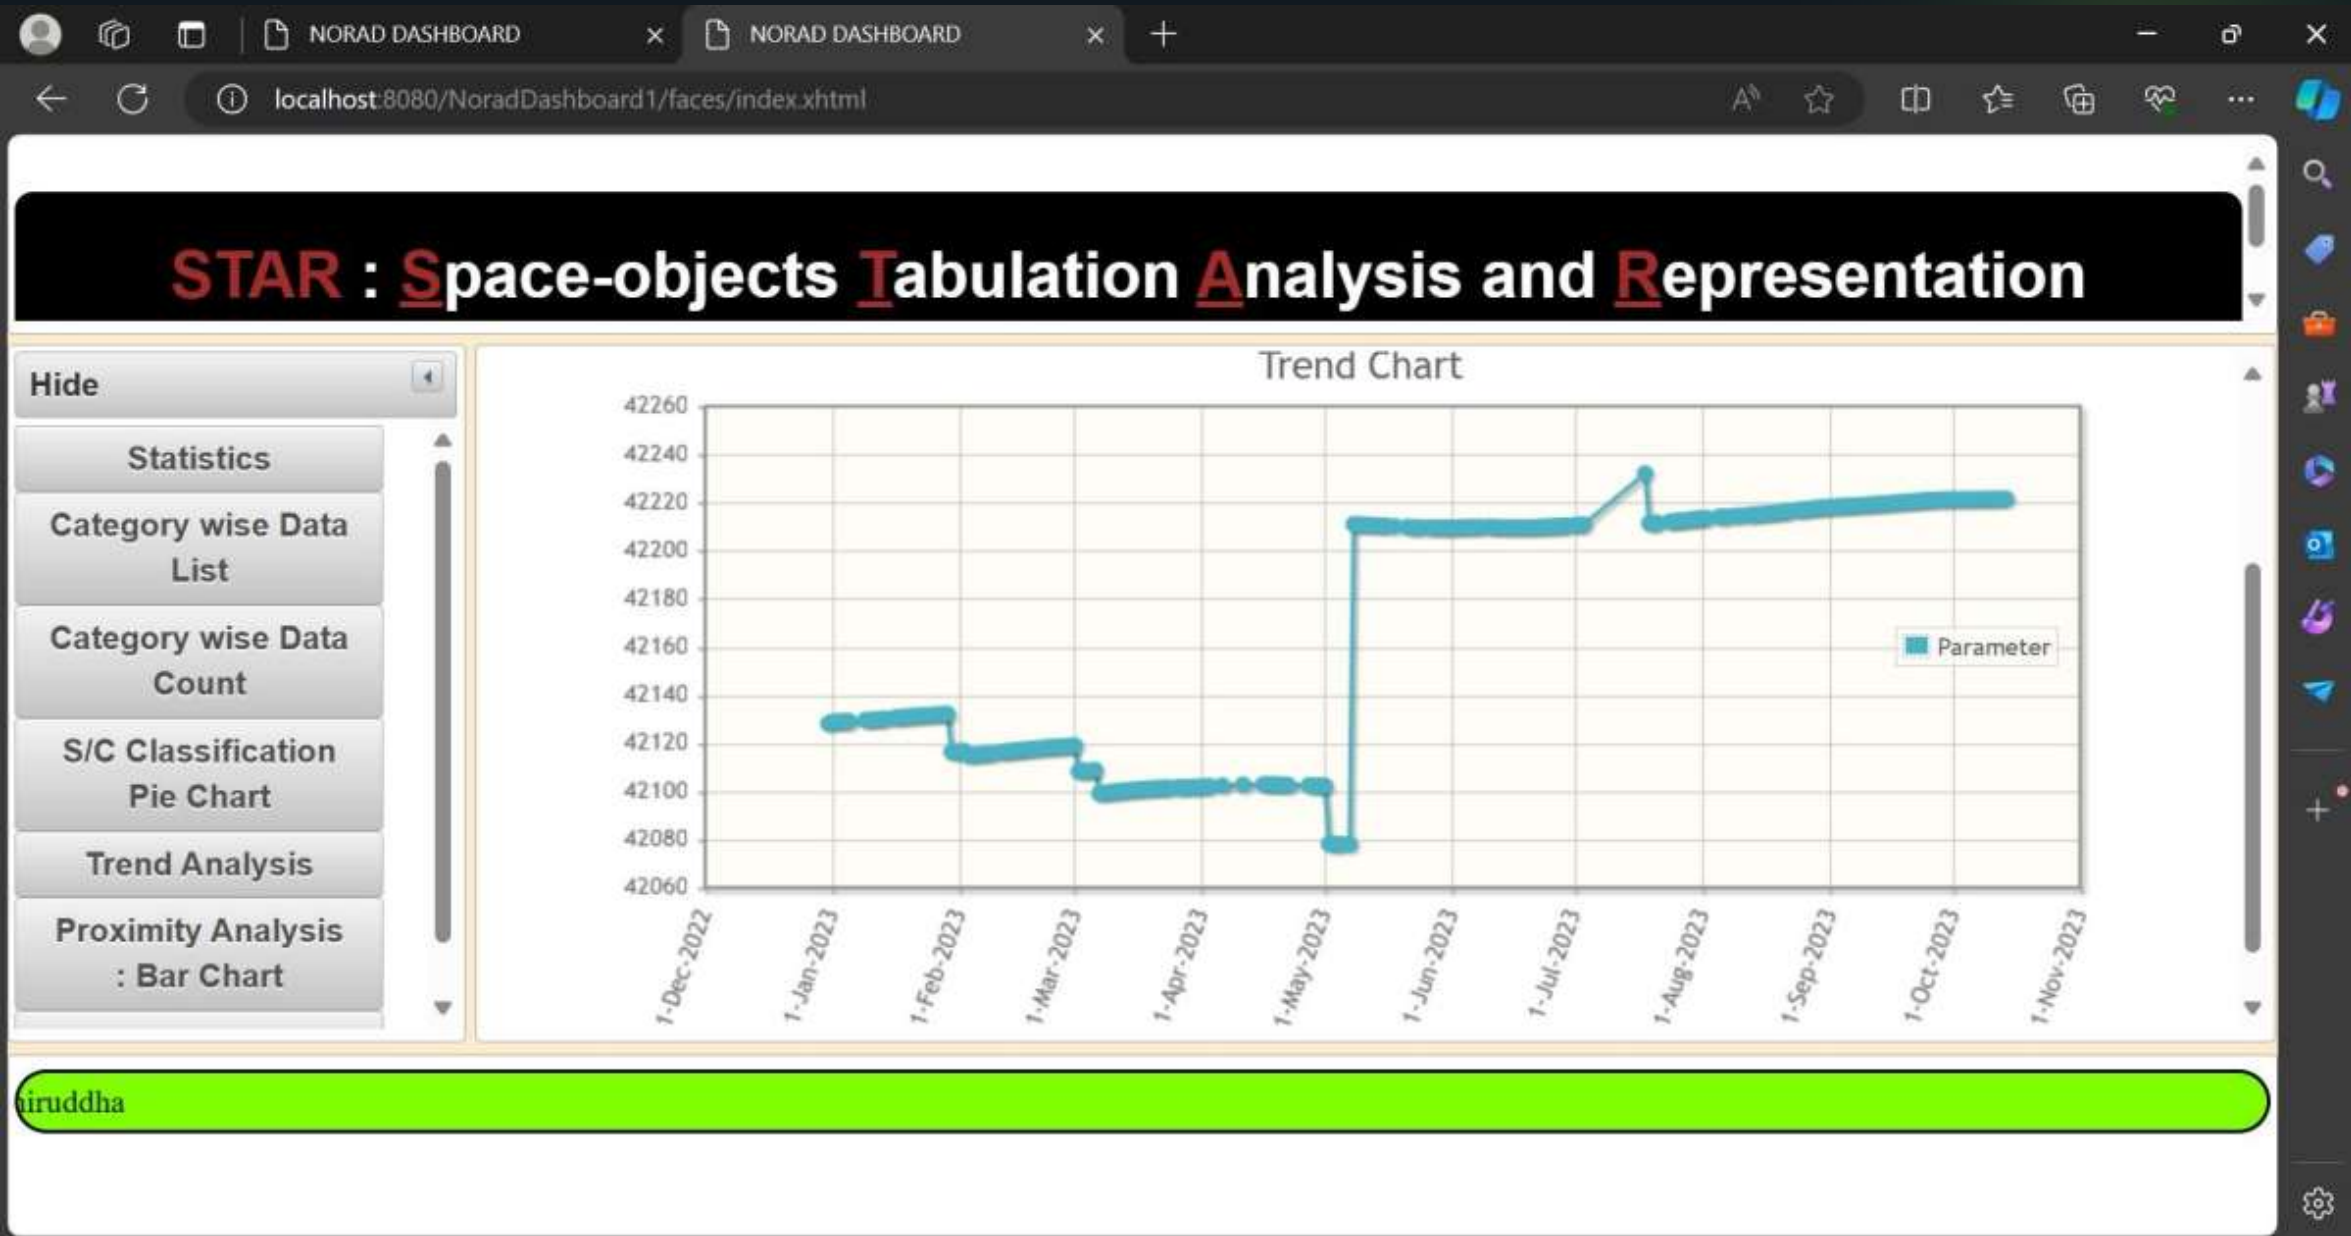 NORAD DASHBOARD
NORAD DASHBOARD
localhost:8080/NoradDashboard1/faces/index.xhtml
STAR : Space-objects Tabulation Analysis and Representation
Hide
Statistics
Category wise Data
List
Category wise Data
Count
S/C Classification
Pie Chart
Trend Analysis
Proximity Analysis
: Bar Chart
Trend Chart
42260
42240
42220
42200
42180
42160
42140
42120
42100
42080
42060
Parameter
1-Dec-2022
1-Jan-2023
1-Feb-2023
1-Mar-2023
1-Apr-2023
1-May-2023
1-Jun-2023
1-Jul-2023
1-Aug-2023
1-Sep-2023
1-Oct-2023
1-Nov-2023
iruddha